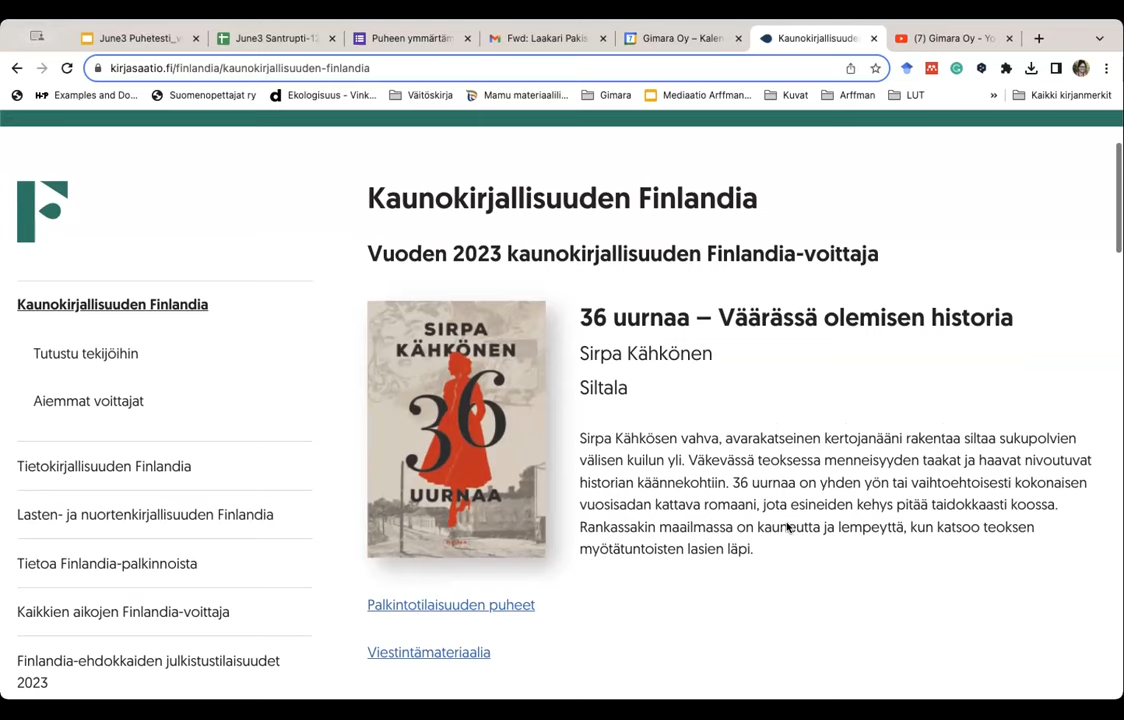 June3 Puhetesti_v
June3 Santrupti-12
Puheen ymmärtäm
Fwd: Laakari Pakis
Gimara Oy – Kalen
Kaunokirjallisuude
(7) Gimara Oy - Yo
kirjasaatio.fi/finlandia/kaunokirjallisuuden-finlandia
Examples and Do...
Suomenopettajat ry
Ekologisuus - Vink...
Väitöskirja
Mamu materiaalili...
Gimara
Mediaatio Arffman...
Kuvat
Arffman
LUT
»
Kaikki kirjanmerkit
Kaunokirjallisuuden Finlandia
Tutustu tekijöihin
Aiemmat voittajat
Tietokirjallisuuden Finlandia
Lasten- ja nuortenkirjallisuuden Finlandia
Tietoa Finlandia-palkinnoista
Kaikkien aikojen Finlandia-voittaja
Finlandia-ehdokkaiden julkistustilaisuudet
2023
Kaunokirjallisuuden Finlandia
Vuoden 2023 kaunokirjallisuuden Finlandia-voittaja
SIRPA
KÄHKÖNEN
36
UURNAA
36 uurnaa – Väärässä olemisen historia
Sirpa Kähkönen
Siltala
Sirpa Kähkösen vahva, avarakatseinen kertojanääni rakentaa siltaa sukupolvien
välisen kuilun yli. Väkevässä teoksessa menneisyyden taakat ja haavat nivoutuvat
historian käännekohtiin. 36 uurnaa on yhden yön tai vaihtoehtoisesti kokonaisen
vuosisadan kattava romaani, jota esineiden kehys pitää taidokkaasti koossa.
Rankassakin maailmassa on kauneutta ja lempeyttä, kun katsoo teoksen
myötätuntoisten lasien läpi.
Palkintotilaisuuden puheet
Viestintämateriaalia